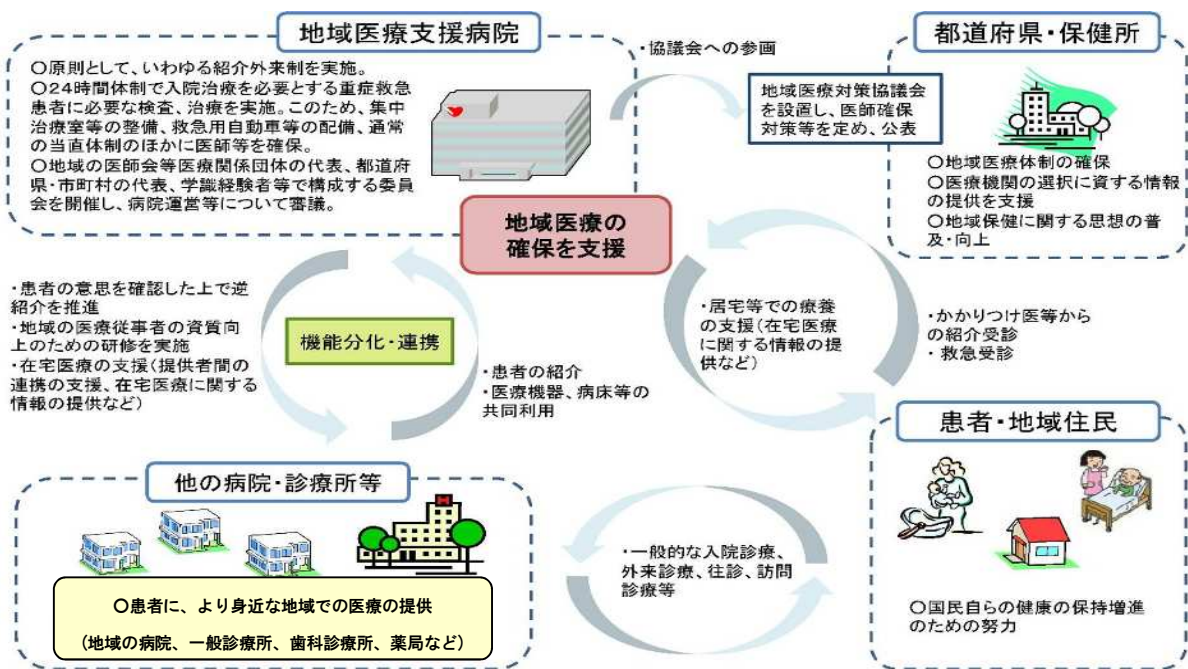 地域医療支援病院
○原則として、いわゆる紹介外来制を実施。
○24時間体制で入院治療を必要とする重症救急
患者に必要な検査、治療を実施。このため、集中
治療室等の整備、救急用自動車等の配備、通常
の当直体制のほかに医師等を確保。
○地域の医師会等医療関係団体の代表、都道府
県・市町村の代表、学識経験者等で構成する委員
会を開催し、病院運営等について審議。
・協議会への参画
都道府県・保健所
地域医療対策協議会
を設置し、医師確保
対策等を定め、公表
○地域医療体制の確保
○医療機関の選択に資する情報
の提供を支援
○地域保健に関する思想の普
及・向上
地域医療の
確保を支援
・患者の意思を確認した上で逆
紹介を推進
・地域の医療従事者の資質向
上のための研修を実施
・在宅医療の支援(提供者間の
連携の支援、在宅医療に関する
情報の提供など)
機能分化・連携
・患者の紹介
・医療機器、病床等の
共同利用
・居宅等での療養
の支援(在宅医療
に関する情報の提
供など)
・かかりつけ医等から
の紹介受診
・救急受診
他の病院・診療所等
H
○患者に、より身近な地域での医療の提供
(地域の病院、一般診療所、歯科診療所、薬局など)
・一般的な入院診療、
外来診療、往診、訪問
診療等
患者・地域住民
○国民自らの健康の保持増進
のための努力